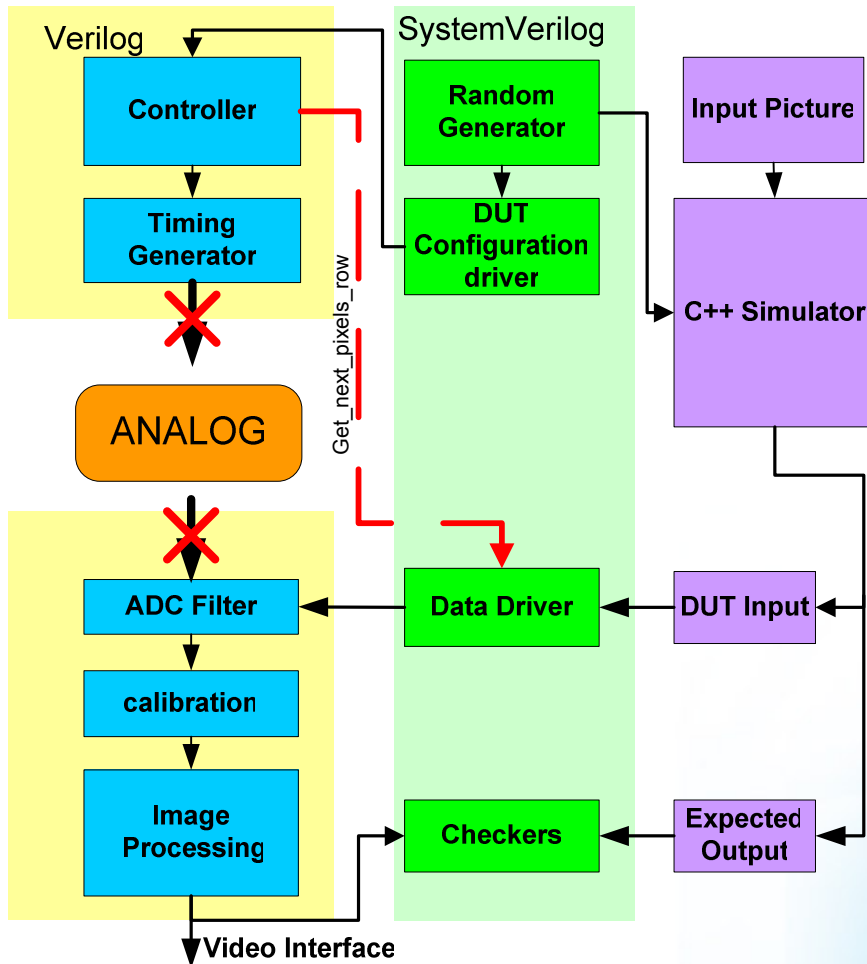 Verilog
SystemVerilog
Controller
Random
Generator
Input Picture
Timing
Generator
DUT
Configuration
driver
C++ Simulator
Get_next_pixels_row
ANALOG
ADC Filter
Data Driver
DUT Input
calibration
Image
Processing
Checkers
Expected
Output
Video Interface